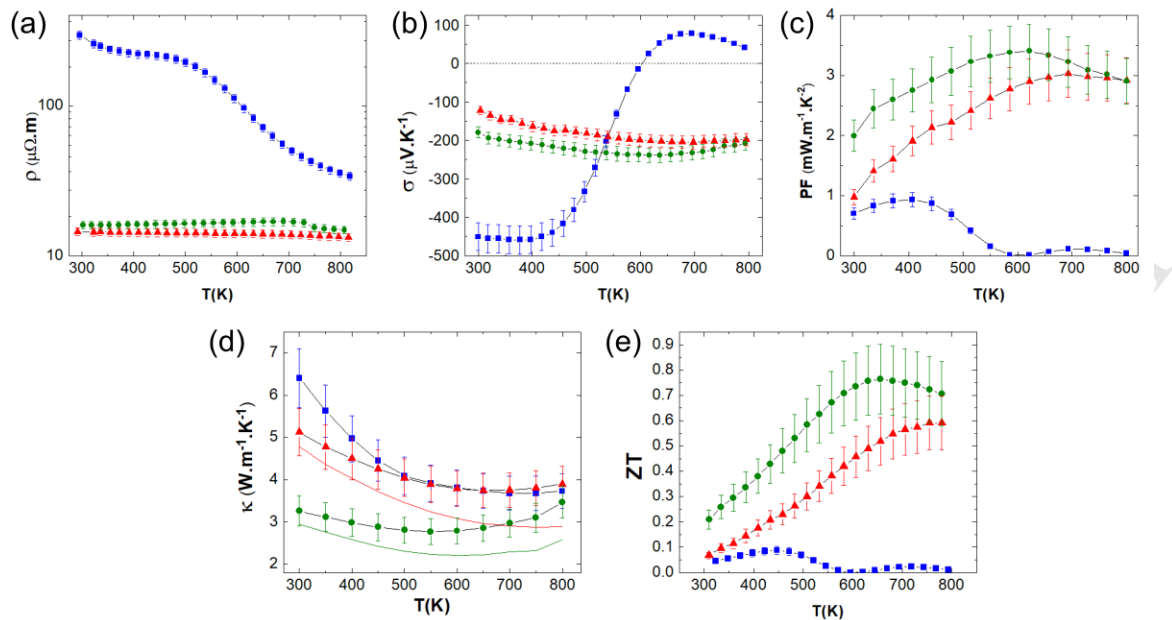 (a)
ρ (μΩ.m)
100
10
300 400 500 600 700 800
T(K)
(b)
σ (μV.K⁻¹)
100
0
-100
-200
-300
-400
-500
300 400 500 600 700 800
T(K)
(c)
PF (mW.m⁻¹.K⁻²)
4
3
2
1
0
300 400 500 600 700 800
T(K)
(d)
κ (W.m⁻¹.K⁻¹)
7
6
5
4
3
2
300 400 500 600 700 800
T(K)
(e)
ZT
0.9
0.8
0.7
0.6
0.5
0.4
0.3
0.2
0.1
0.0
300 400 500 600 700 800
T(K)